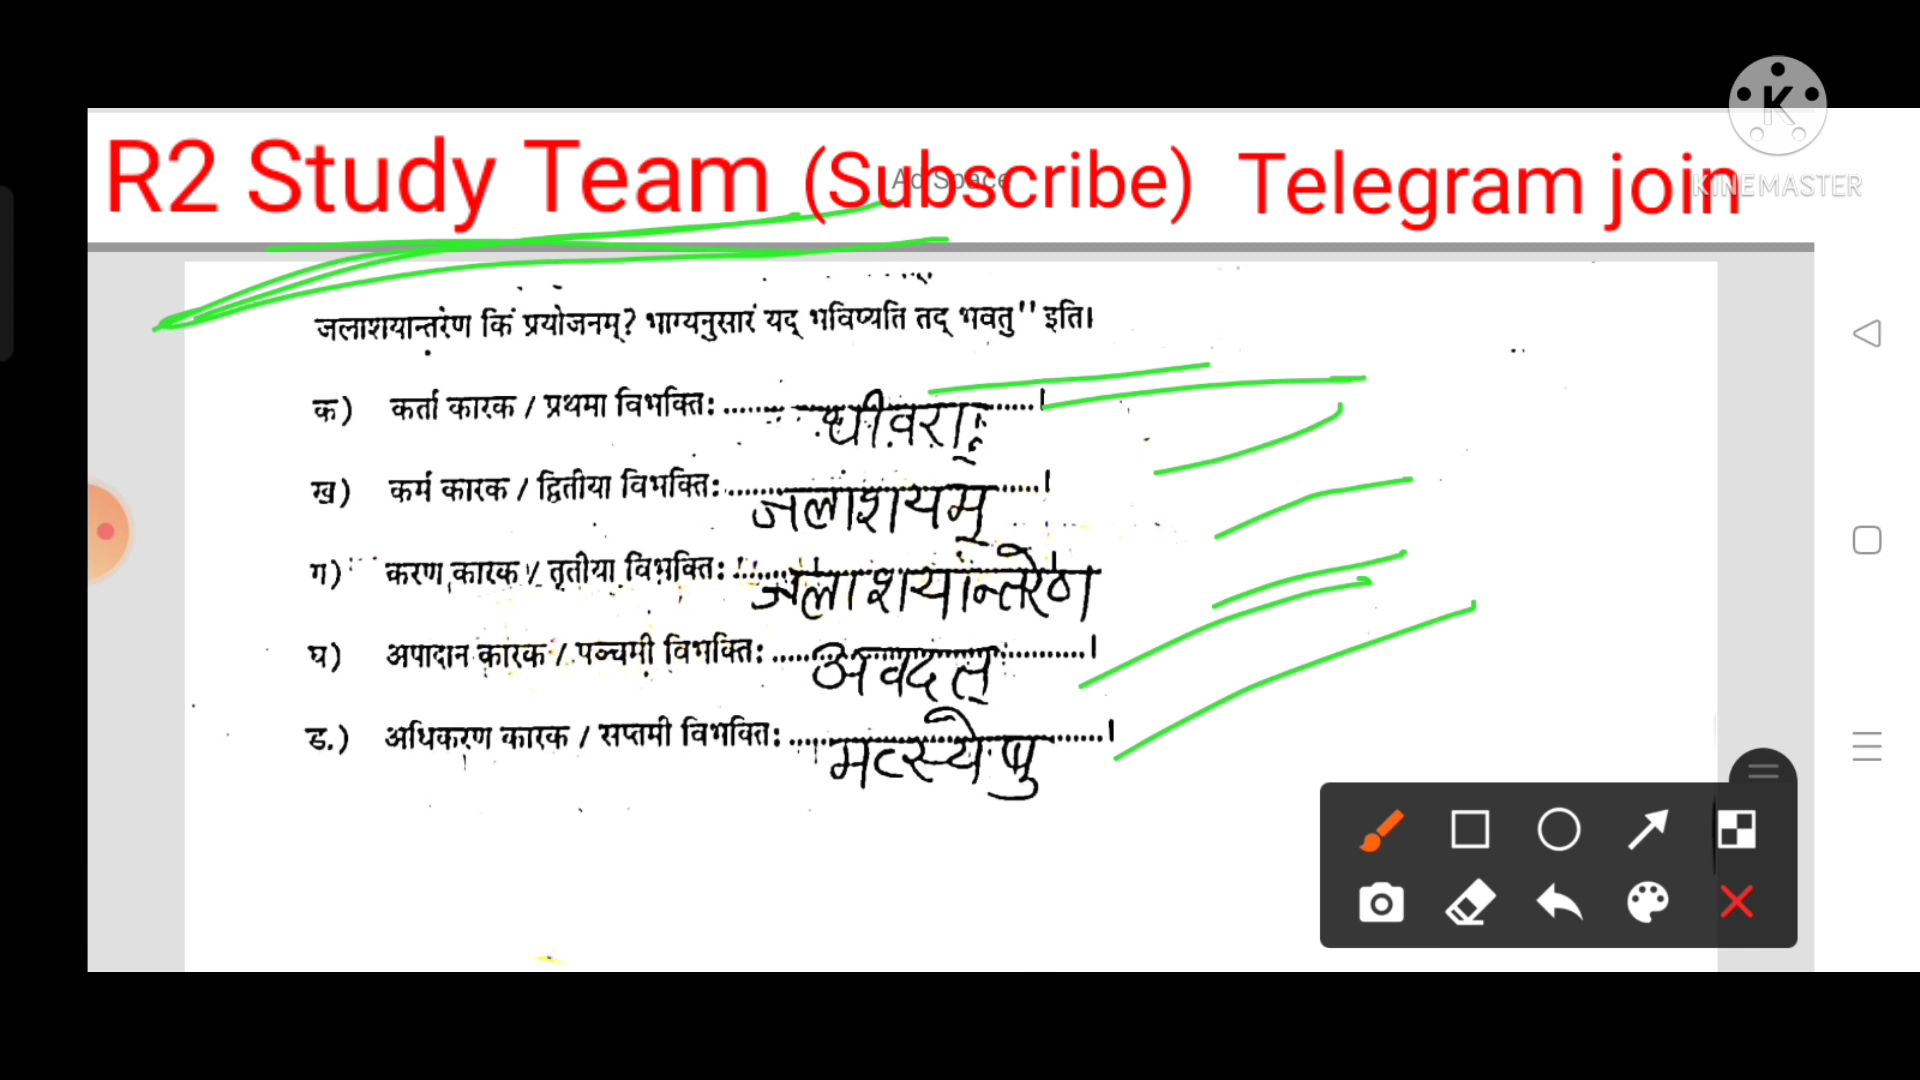 R2 Study Team (Subscribe) Telegram join
Ad Space
KINEMASTER
जलाशयान्तरेण किं प्रयोजनम्? भाग्यनुसारं यद् भविष्यति तद् भवतु" इति।
क) कर्ता कारक / प्रथमा विभक्ति: .................... ।
धीवराः
ख) कर्म कारक / द्वितीया विभक्ति: .................... ।
जलाशयम्
ग) करण कारक / तृतीया विभक्ति: ....................
जलाशयान्तरेण
घ) अपादान कारक / पञ्चमी विभक्ति: .................... ।
अवदत्
ड.) अधिकरण कारक / सप्तमी विभक्ति: .................... ।
मत्स्येषु